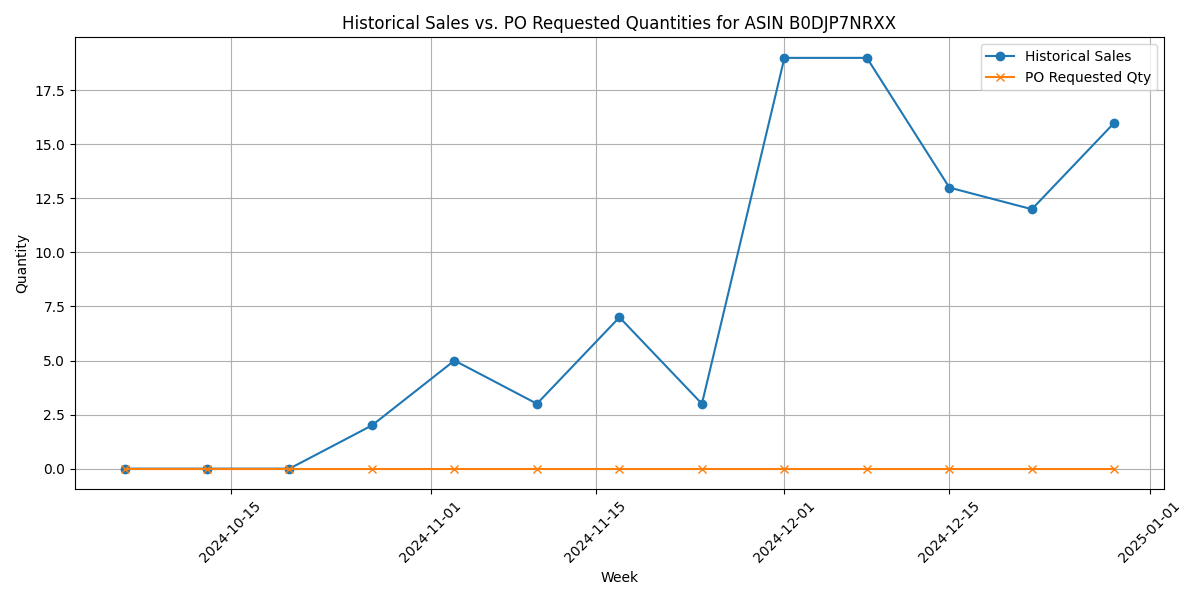 Historical Sales vs. PO Requested Quantities for ASIN B0DJP7NRXX
Historical Sales
PO Requested Qty
Quantity
17.5
15.0
12.5
10.0
7.5
5.0
2.5
0.0
2024-10-15
2024-11-01
2024-11-15
2024-12-01
2024-12-15
2025-01-01
Week